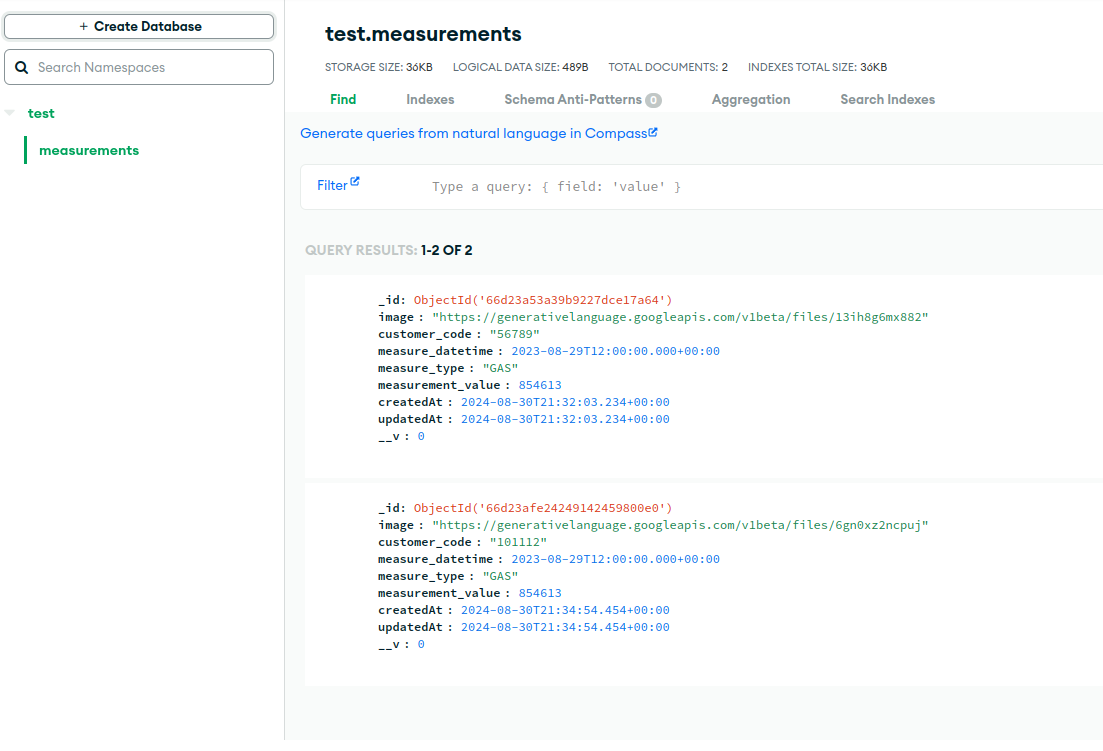 + Create Database
Search Namespaces
test
measurements
test.measurements
STORAGE SIZE: 36KB LOGICAL DATA SIZE: 489B TOTAL DOCUMENTS: 2 INDEXES TOTAL SIZE: 36KB
Find Indexes Schema Anti-Patterns 0 Aggregation Search Indexes
Generate queries from natural language in Compass
Filter Type a query: { field: 'value' }
QUERY RESULTS: 1-2 OF 2
_id: ObjectId('66d23a53a39b9227dce17a64')
image : "https://generativelanguage.googleapis.com/v1beta/files/13ih8g6mx882"
customer_code : "56789"
measure_datetime : 2023-08-29T12:00:00.000+00:00
measure_type : "GAS"
measurement_value : 854613
createdAt : 2024-08-30T21:32:03.234+00:00
updatedAt : 2024-08-30T21:32:03.234+00:00
__v : 0
_id: ObjectId('66d23afe24249142459800e0')
image : "https://generativelanguage.googleapis.com/v1beta/files/6gn0xz2ncpuj"
customer_code : "101112"
measure_datetime : 2023-08-29T12:00:00.000+00:00
measure_type : "GAS"
measurement_value : 854613
createdAt : 2024-08-30T21:34:54.454+00:00
updatedAt : 2024-08-30T21:34:54.454+00:00
__v : 0